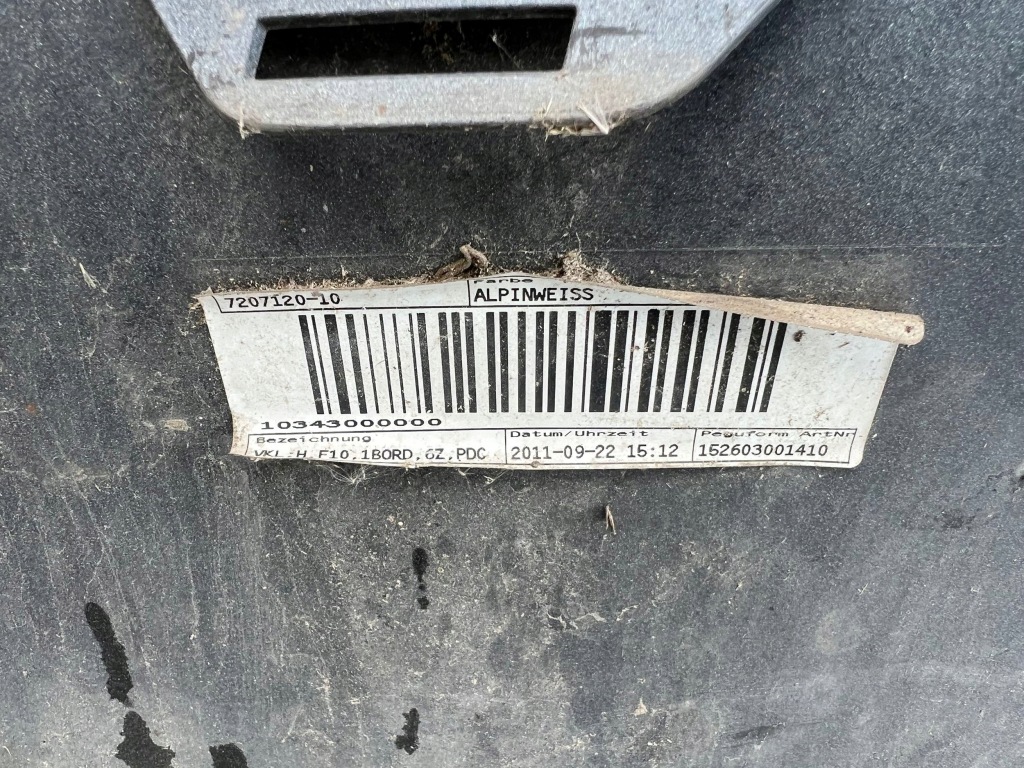 7207120-10
Farbe
ALPINWEISS
10343000000
Bezeichnung
VKL-H,F10,1BORD,6Z,PDC
Datum/Uhrzeit
2011-09-22 15:12
Peguform ArtNr
152603001410